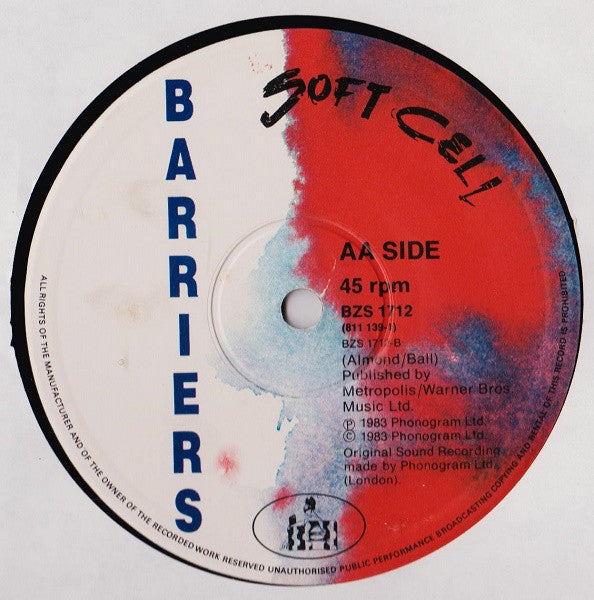 BARRIERS
SOFT CELL
AA SIDE
45 rpm
BZS 1712
(811 139-1)
BZS 1712-B
(Almond/Ball)
Published by
Metropolis/Warner Bros.
Music Ltd.
Ⓟ 1983 Phonogram Ltd.
© 1983 Phonogram Ltd.
Original Sound Recording
made by Phonogram Ltd.
(London).
ALL RIGHTS OF THE MANUFACTURER AND OF THE OWNER OF THE RECORDED WORK RESERVED UNAUTHORISED PUBLIC PERFORMANCE BROADCASTING COPYING AND RENTAL OF THIS RECORD IS PROHIBITED